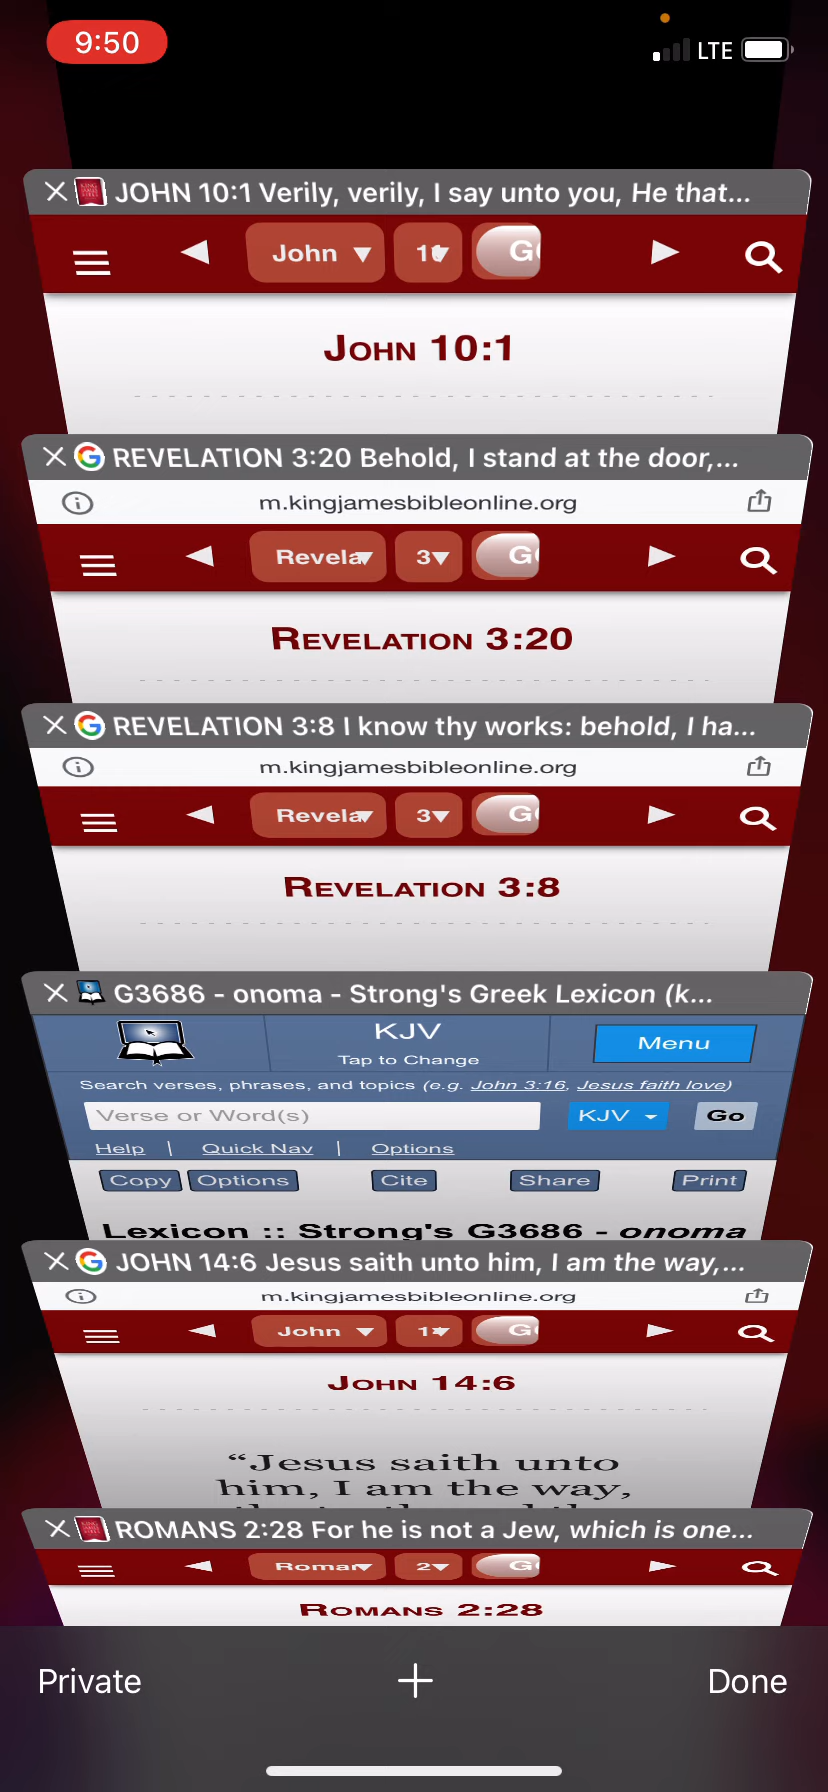 9:50
LTE
JOHN 10:1 Verily, verily, I say unto you, He that...
John
JOHN 10:1
REVELATION 3:20 Behold, I stand at the door,...
m.kingjamesbibleonline.org
Revela 3 G
REVELATION 3:20
REVELATION 3:8 I know thy works: behold, I ha...
m.kingjamesbibleonline.org
Revela 3 G
REVELATION 3:8
G3686 - onoma - Strong's Greek Lexicon (k...
KJV Menu
Tap to Change
Search verses, phrases, and topics (e.g. John 3:16, Jesus faith love)
Verse or Word(s) KJV Go
Help | Quick Nav | Options
Copy Options Cite Share Print
Lexicon :: Strong's G3686 - onoma
JOHN 14:6 Jesus saith unto him, I am the way,...
m.kingjamesbibleonline.org
John
JOHN 14:6
“Jesus saith unto
him, I am the way,
ROMANS 2:28 For he is not a Jew, which is one...
Roman 2 G
ROMANS 2:28
Private Done